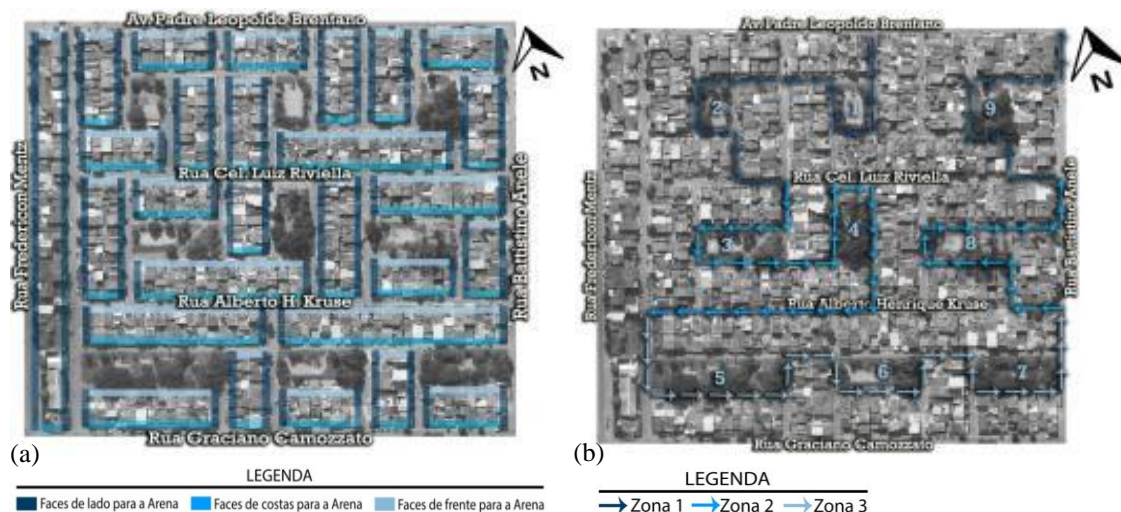 Av. Padre Leopoldo Brentano
N
Rua Frederico Mentz
Rua Cel. Luiz Riviella
Rua Battistino Anele
Rua Alberto H. Kruse
Rua Graciano Camozzato
(a)
LEGENDA
Faces de lado para a Arena Faces de costas para a Arena Faces de frente para a Arena
Av. Padre Leopoldo Brentano
N
2
9
Rua Cel. Luiz Riviella
Rua Frederico Mentz
3
4
8
Rua Battistino Anele
Rua Alberto Henrique Kruse
5
6
7
Rua Graciano Camozzato
(b)
LEGENDA
Zona 1 Zona 2 Zona 3